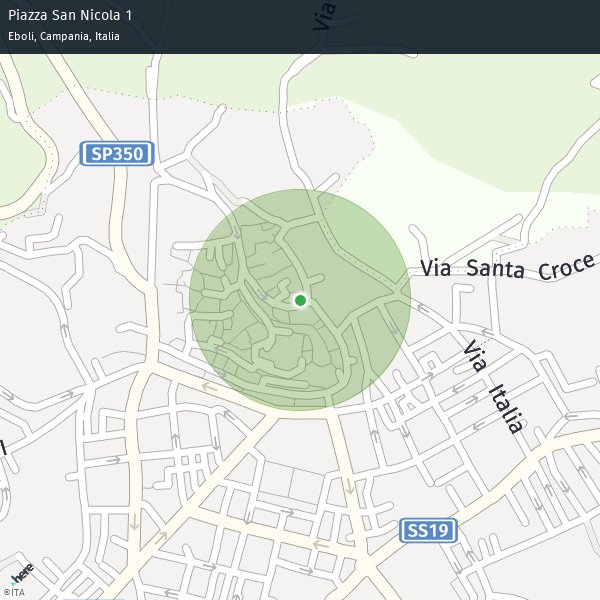 Piazza San Nicola 1
Eboli, Campania, Italia
Via
SP350
Via Santa Croce
Via Italia
SS19
here
©ITA